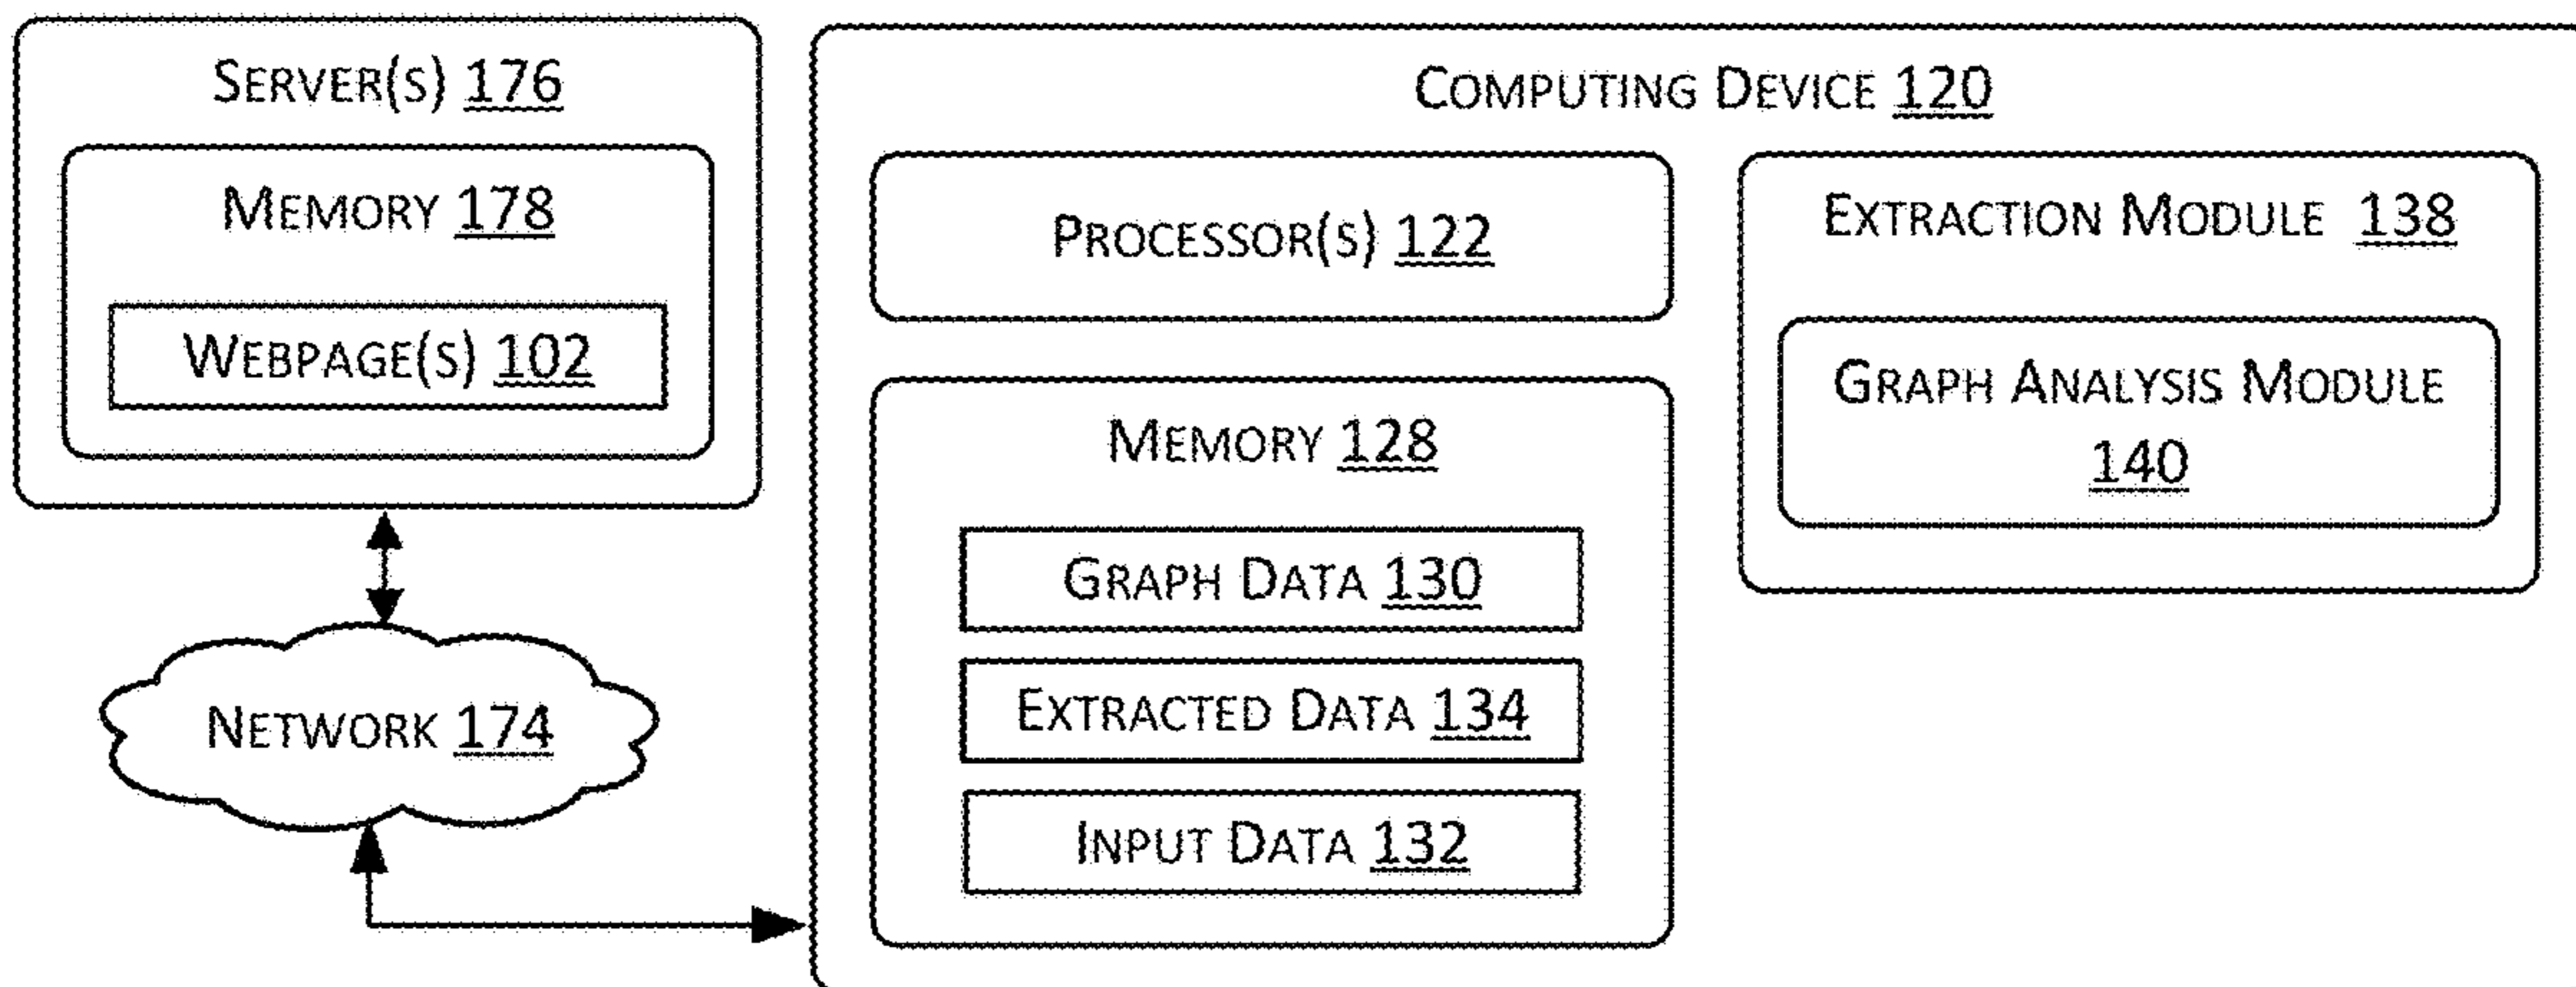 SERVER(S) 176
MEMORY 178
WEBPAGE(S) 102
NETWORK 174
COMPUTING DEVICE 120
PROCESSOR(S) 122
MEMORY 128
GRAPH DATA 130
EXTRACTED DATA 134
INPUT DATA 132
EXTRACTION MODULE 138
GRAPH ANALYSIS MODULE
140